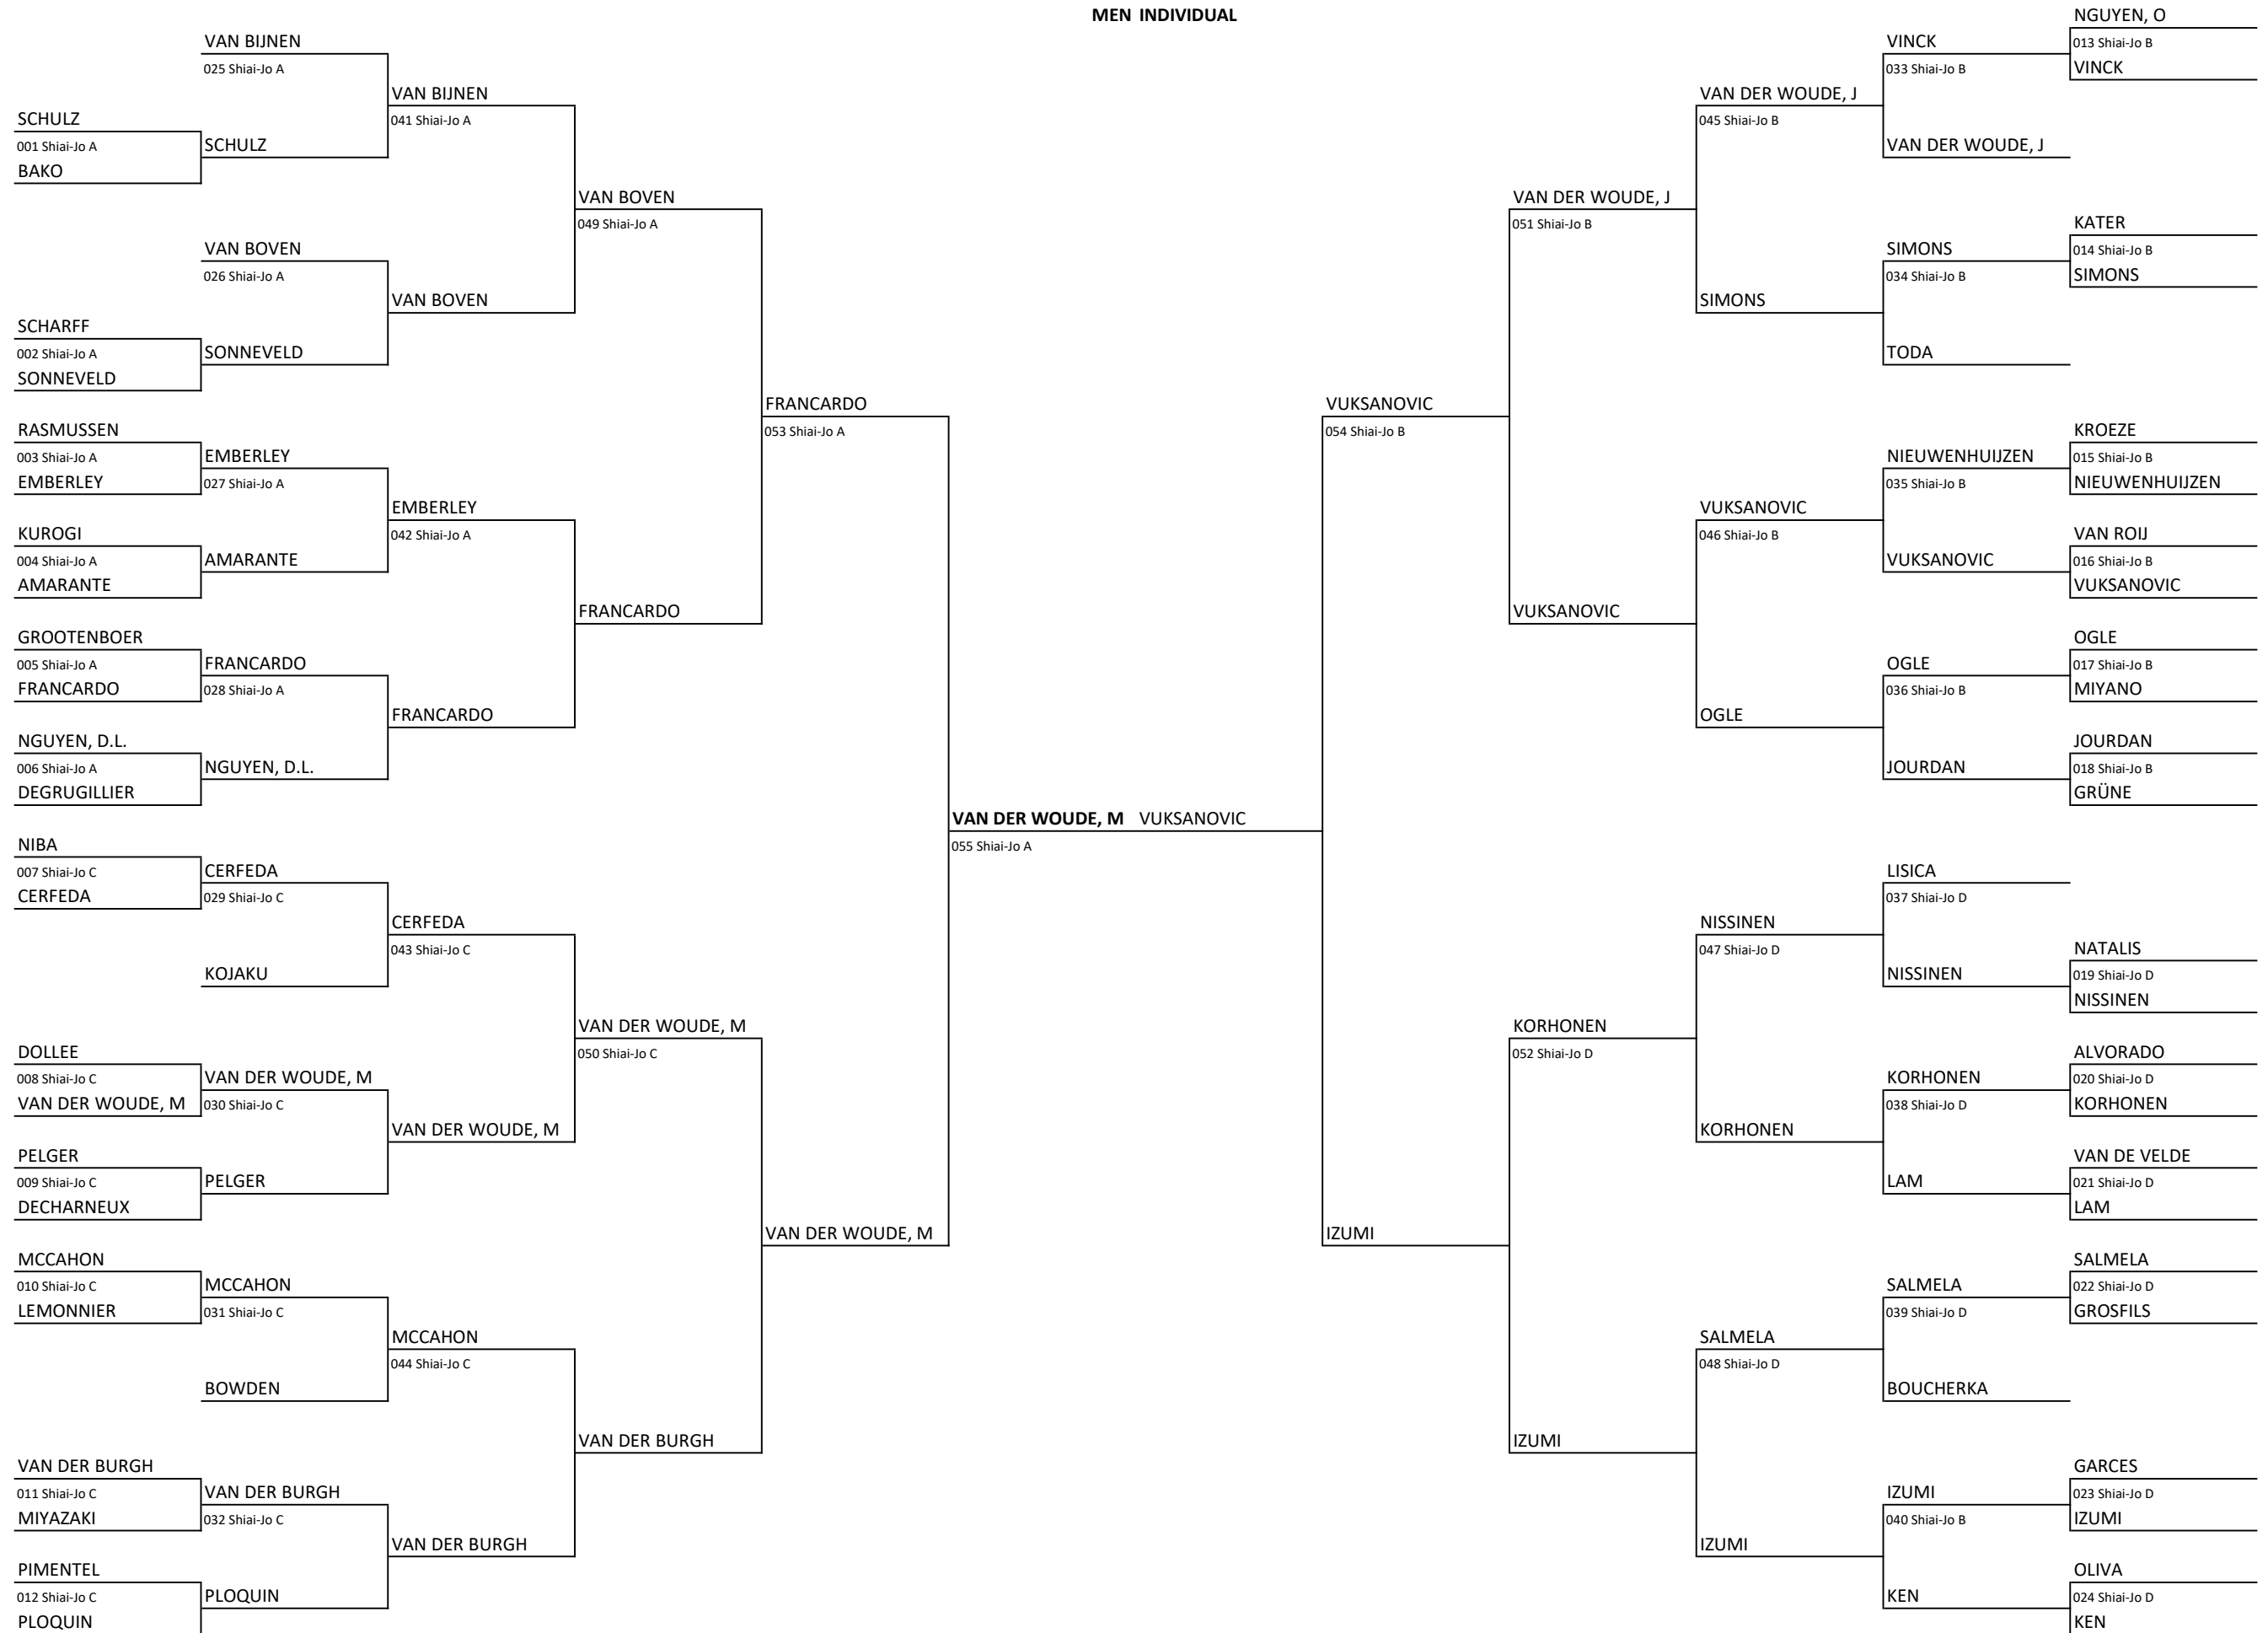 MEN INDIVIDUAL
SCHULZ
001 Shiai-Jo A
BAKO
SCHARFF
002 Shiai-Jo A
SONNEVELD
RASMUSSEN
003 Shiai-Jo A
EMBERLEY
KUROGI
004 Shiai-Jo A
AMARANTE
GROOTENBOER
005 Shiai-Jo A
FRANCARDO
NGUYEN, D.L.
006 Shiai-Jo A
DEGRUGILLIER
NIBA
007 Shiai-Jo C
CERFEDA
DOLLEE
008 Shiai-Jo C
VAN DER WOUDE, M
PELGER
009 Shiai-Jo C
DECHARNEUX
MCCAHON
010 Shiai-Jo C
LEMONNIER
VAN DER BURGH
011 Shiai-Jo C
MIYAZAKI
PIMENTEL
012 Shiai-Jo C
PLOQUIN
VAN BIJNEN
025 Shiai-Jo A
SCHULZ
VAN BOVEN
026 Shiai-Jo A
SONNEVELD
EMBERLEY
027 Shiai-Jo A
AMARANTE
FRANCARDO
028 Shiai-Jo A
NGUYEN, D.L.
CERFEDA
029 Shiai-Jo C
KOJAKU
VAN DER WOUDE, M
030 Shiai-Jo C
PELGER
MCCAHON
031 Shiai-Jo C
BOWDEN
VAN DER BURGH
032 Shiai-Jo C
PLOQUIN
VAN BIJNEN
041 Shiai-Jo A
VAN BOVEN
EMBERLEY
042 Shiai-Jo A
FRANCARDO
CERFEDA
043 Shiai-Jo C
VAN DER WOUDE, M
MCCAHON
044 Shiai-Jo C
VAN DER BURGH
VAN BOVEN
049 Shiai-Jo A
FRANCARDO
VAN DER WOUDE, M
050 Shiai-Jo C
VAN DER BURGH
FRANCARDO
053 Shiai-Jo A
VAN DER WOUDE, M
VAN DER WOUDE, M VUKSANOVIC
055 Shiai-Jo A
VUKSANOVIC
054 Shiai-Jo B
IZUMI
VAN DER WOUDE, J
051 Shiai-Jo B
VUKSANOVIC
KORHONEN
052 Shiai-Jo D
IZUMI
VAN DER WOUDE, J
045 Shiai-Jo B
SIMONS
VUKSANOVIC
046 Shiai-Jo B
OGLE
NISSINEN
047 Shiai-Jo D
KORHONEN
SALMELA
048 Shiai-Jo D
IZUMI
VINCK
033 Shiai-Jo B
VAN DER WOUDE, J
SIMONS
034 Shiai-Jo B
TODA
NIEUWENHUIJZEN
035 Shiai-Jo B
VUKSANOVIC
OGLE
036 Shiai-Jo B
JOURDAN
LISICA
037 Shiai-Jo D
NISSINEN
KORHONEN
038 Shiai-Jo D
LAM
SALMELA
039 Shiai-Jo D
BOUCHERKA
IZUMI
040 Shiai-Jo B
KEN
NGUYEN, O
013 Shiai-Jo B
VINCK
KATER
014 Shiai-Jo B
SIMONS
KROEZE
015 Shiai-Jo B
NIEUWENHUIJZEN
VAN ROIJ
016 Shiai-Jo B
VUKSANOVIC
OGLE
017 Shiai-Jo B
MIYANO
JOURDAN
018 Shiai-Jo B
GRÜNE
NATALIS
019 Shiai-Jo D
NISSINEN
ALVORADO
020 Shiai-Jo D
KORHONEN
VAN DE VELDE
021 Shiai-Jo D
LAM
SALMELA
022 Shiai-Jo D
GROSFILS
GARCES
023 Shiai-Jo D
IZUMI
OLIVA
024 Shiai-Jo D
KEN